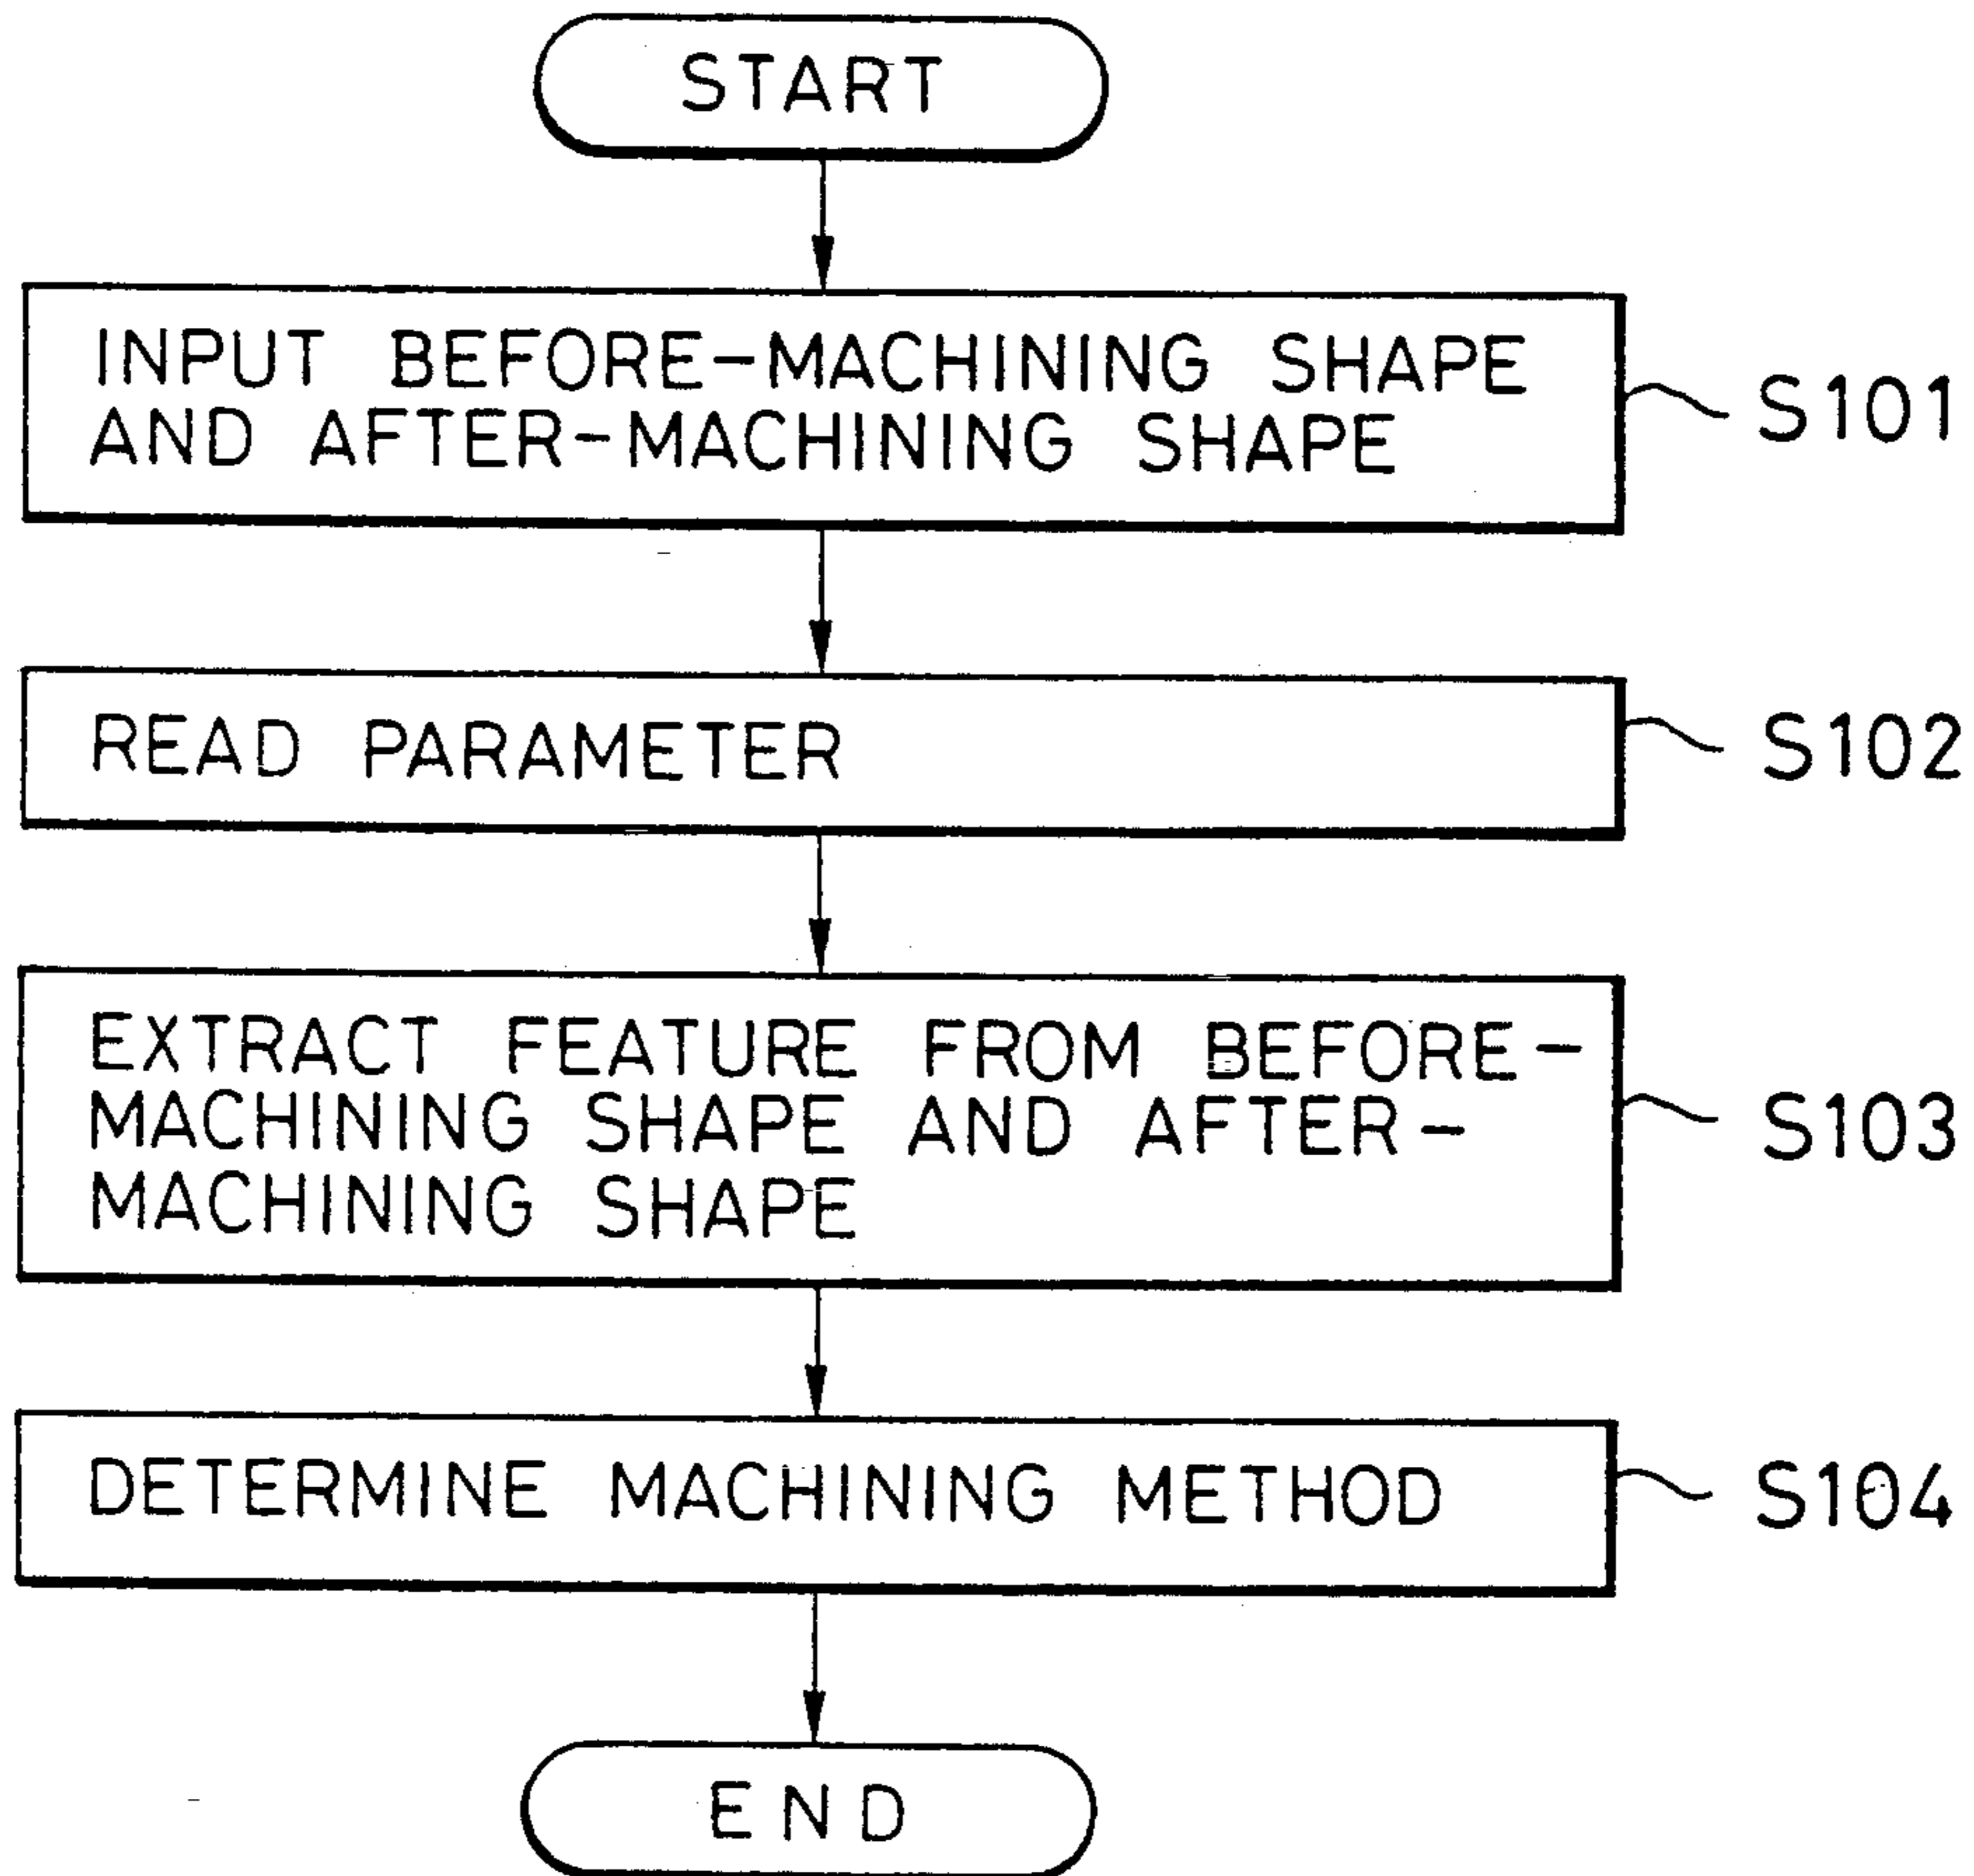 START
INPUT BEFORE-MACHINING SHAPE
AND AFTER-MACHINING SHAPE
S101
READ PARAMETER
S102
EXTRACT FEATURE FROM BEFORE-
MACHINING SHAPE AND AFTER-
MACHINING SHAPE
S103
DETERMINE MACHINING METHOD
S104
END